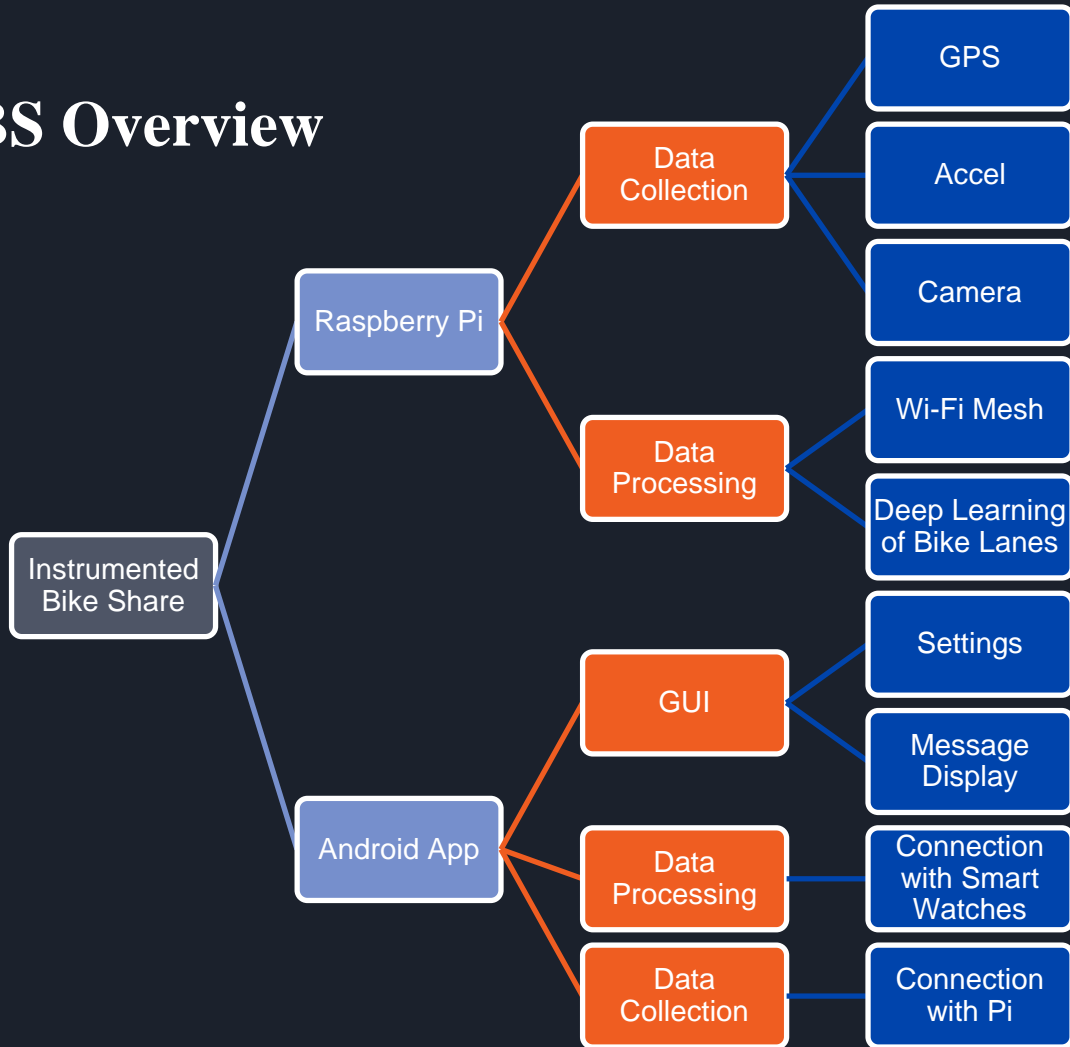 BS Overview
GPS
Data
Collection
Accel
Camera
Raspberry Pi
Wi-Fi Mesh
Data
Processing
Deep Learning
of Bike Lanes
Instrumented
Bike Share
Settings
GUI
Message
Display
Android App
Connection
with Smart
Watches
Data
Processing
Data
Collection
Connection
with Pi